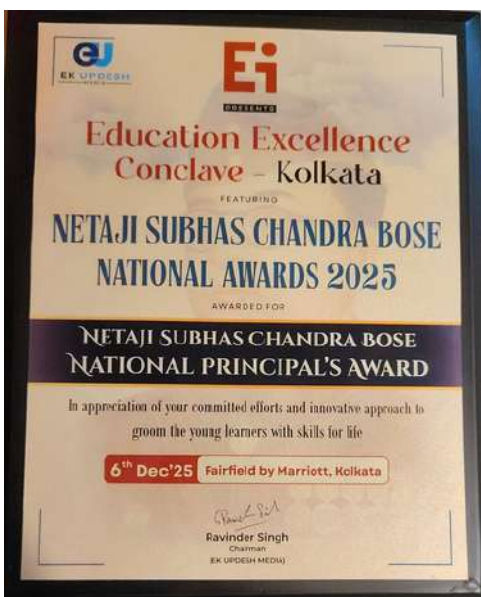 EU
EK UPDESH
MEDIA
Ei
PRESENTS
Education Excellence
Conclave – Kolkata
FEATURING
NETAJI SUBHAS CHANDRA BOSE
NATIONAL AWARDS 2025
AWARDED FOR
NETAJI SUBHAS CHANDRA BOSE
NATIONAL PRINCIPAL'S AWARD
In appreciation of your committed efforts and innovative approach to
groom the young learners with skills for life
6th Dec'25 Fairfield by Marriott, Kolkata
Ravinder Singh
Chairman
(EK UPDESH MEDIA)